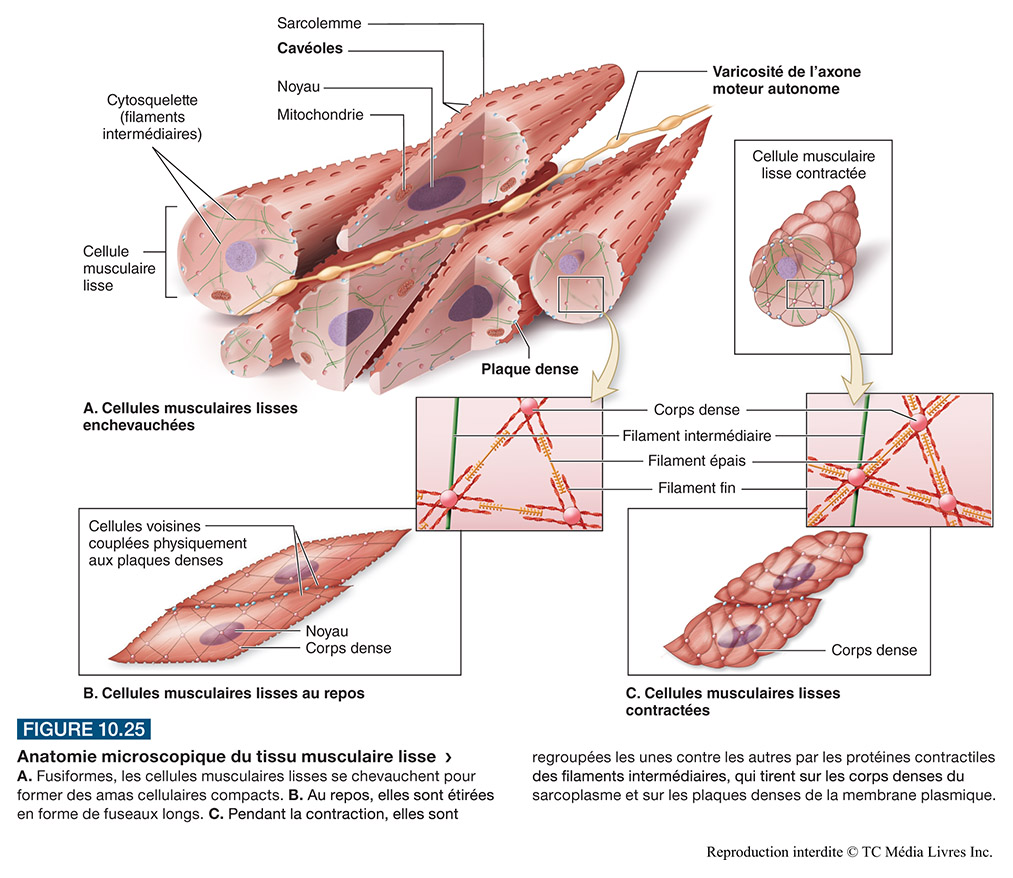 Sarcolemme
Cavéoles
Noyau
Mitochondrie
Varicosité de l'axone
moteur autonome
Cytosquelette
(filaments
intermédiaires)
Cellule
musculaire
lisse
Cellule musculaire
lisse contractée
Plaque dense
A. Cellules musculaires lisses
enchevauchées
Corps dense
Filament intermédiaire
Filament épais
Filament fin
Cellules voisines
couplées physiquement
aux plaques denses
Noyau
Corps dense
B. Cellules musculaires lisses au repos
Corps dense
C. Cellules musculaires lisses
contractées
FIGURE 10.25
Anatomie microscopique du tissu musculaire lisse ›
A. Fusiformes, les cellules musculaires lisses se chevauchent pour
former des amas cellulaires compacts. B. Au repos, elles sont étirées
en forme de fuseaux longs. C. Pendant la contraction, elles sont
regroupées les unes contre les autres par les protéines contractiles
des filaments intermédiaires, qui tirent sur les corps denses du
sarcoplasme et sur les plaques denses de la membrane plasmique.
Reproduction interdite © TC Média Livres Inc.